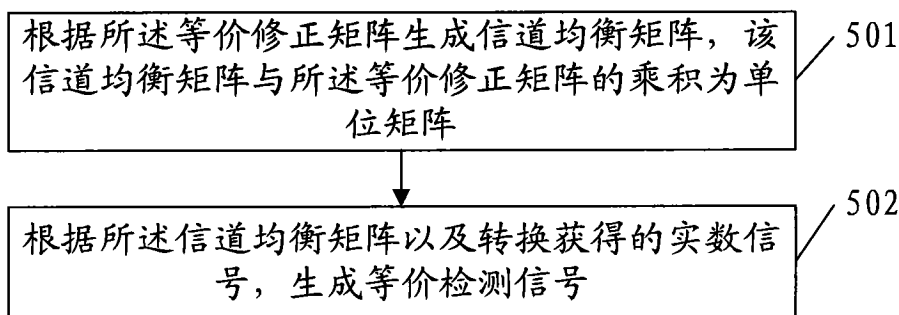 根据所述等价修正矩阵生成信道均衡矩阵，该
信道均衡矩阵与所述等价修正矩阵的乘积为单
位矩阵
501
根据所述信道均衡矩阵以及转换获得的实数信
号，生成等价检测信号
502